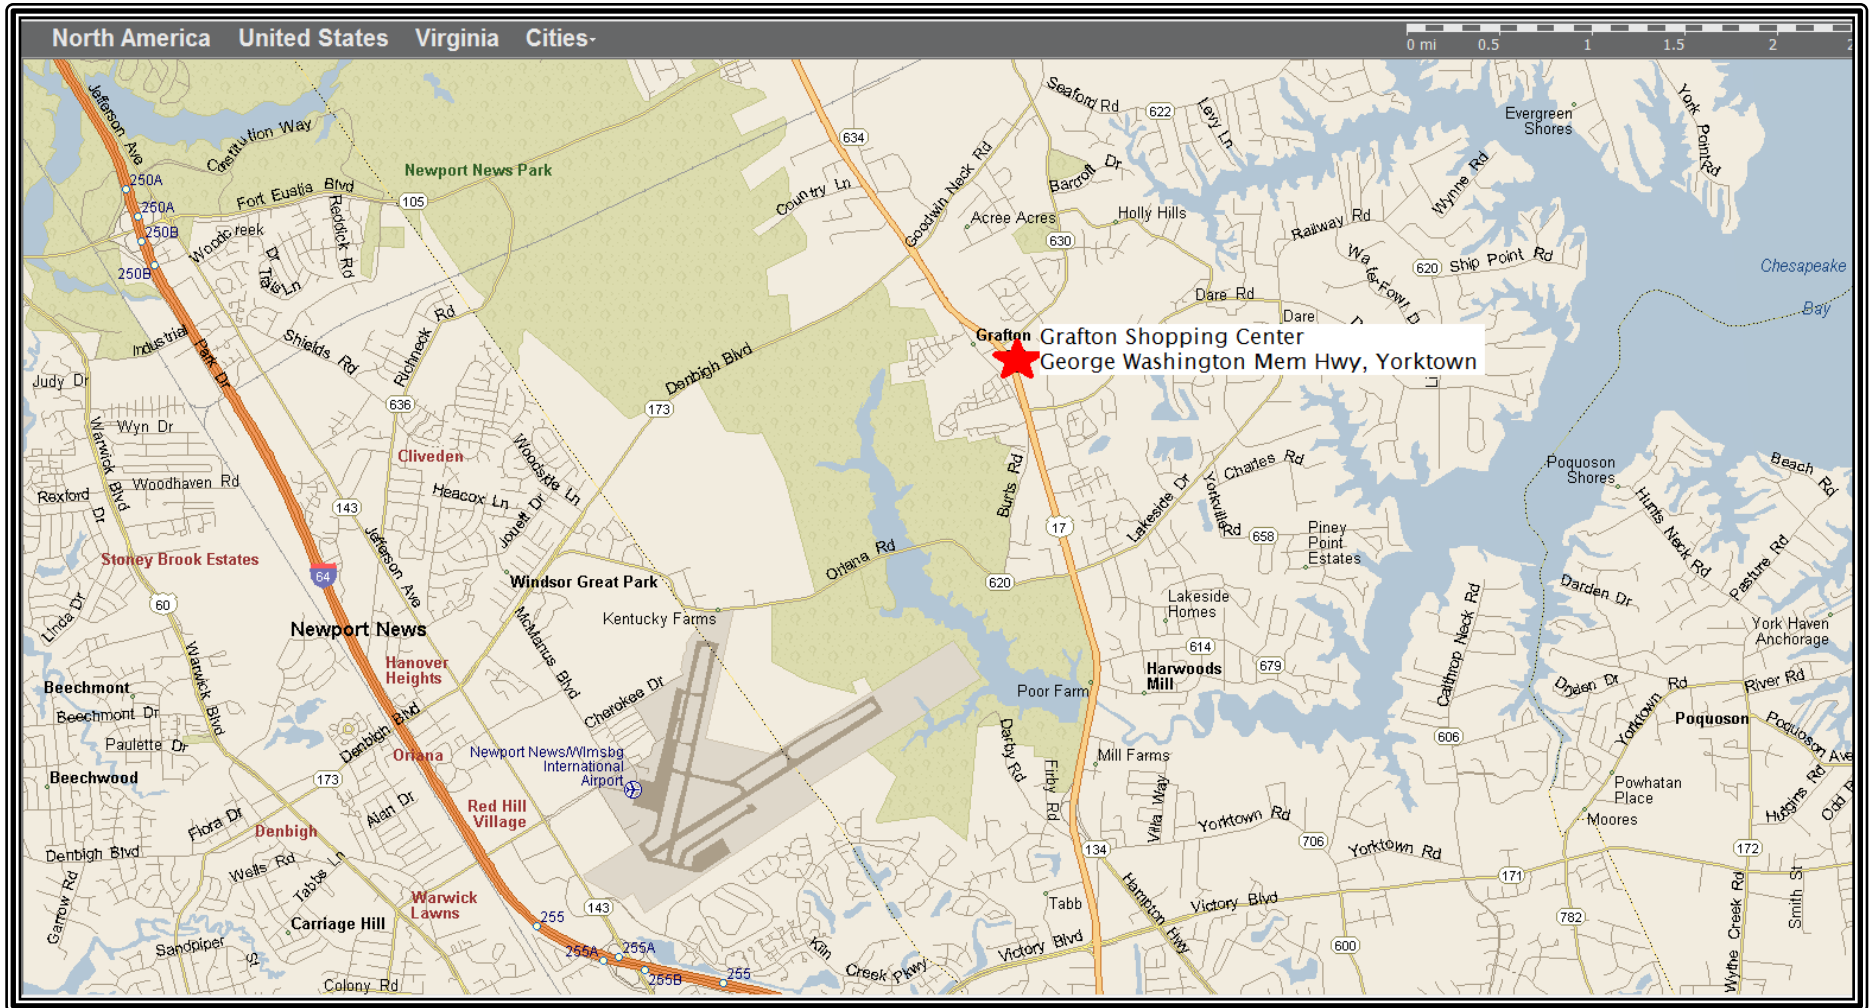 North America United States Virginia Cities
0 mi 0.5 1 1.5 2 2
Jefferson Ave
Constitution Way
Newport News Park
634
Seaford Rd
622
Levy Ln
Evergreen
Shores
York Point Rd
250A
250A
250B
250B
Fort Eustis Blvd
105
Reddick Rd
Woodcreek
Dr
Trails Ln
Country Ln
Goodwin Neck Rd
Barcroft Dr
Acree Acres
Holly Hills
630
Wynne Rd
Railway Rd
Water Fowl D
620
Ship Point Rd
Chesapeake
Bay
Dare Rd
Dare
Grafton
Grafton Shopping Center
George Washington Mem Hwy, Yorktown
Industrial
Park Dr
Shields Rd
Richneck Rd
636
Denbigh Blvd
173
Judy Dr
Wyn Dr
Warwick Blvd
Woodhaven Rd
Rexford Dr
Cliveden
Heacox Ln
Woodside Ln
Jouett Dr
143
Jefferson Ave
Burts Rd
17
Lakeside Dr
Charles Rd
Yorkville
Rd
658
Piney
Point
Estates
Poquoson
Shores
Beach Rd
Hunts Neck Rd
Pasture Rd
Stoney Brook Estates
64
60
Linda Dr
Newport News
Windsor Great Park
Oriana Rd
620
Kentucky Farms
McManus Blvd
Lakeside
Homes
614
679
Harwoods
Mill
Calthrop Neck Rd
Darden Dr
York Haven
Anchorage
Hanover
Heights
Beechmont
Beechmont Dr
Warwick Blvd
Paulette Dr
Beechwood
Denbigh Blvd
Oriana
173
Cherokee Dr
Newport News/Wlmsbg
International
Airport
Poor Farm
Darby Rd
Firby Rd
Mill Farms
Villa Way
606
Dryden Dr
Yorktown Rd
River Rd
Poquoson
Poquoson Ave
Powhatan
Place
Moores
Hudgins Rd
Odd
Flora Dr
Alan Dr
Denbigh
Red Hill
Village
Denbigh Blvd
Wells Rd
Tabbs Ln
Garrow Rd
Carriage Hill
Warwick
Lawns
Sandpiper
St
Colony Rd
143
255
255A
255A
255B
255
Kiln
Creek Pkwy
Victory Blvd
134
Hampton Hwy
Tabb
Yorktown Rd
706
Yorktown Rd
Victory Blvd
171
600
782
172
Wythe Creek Rd
Smith St